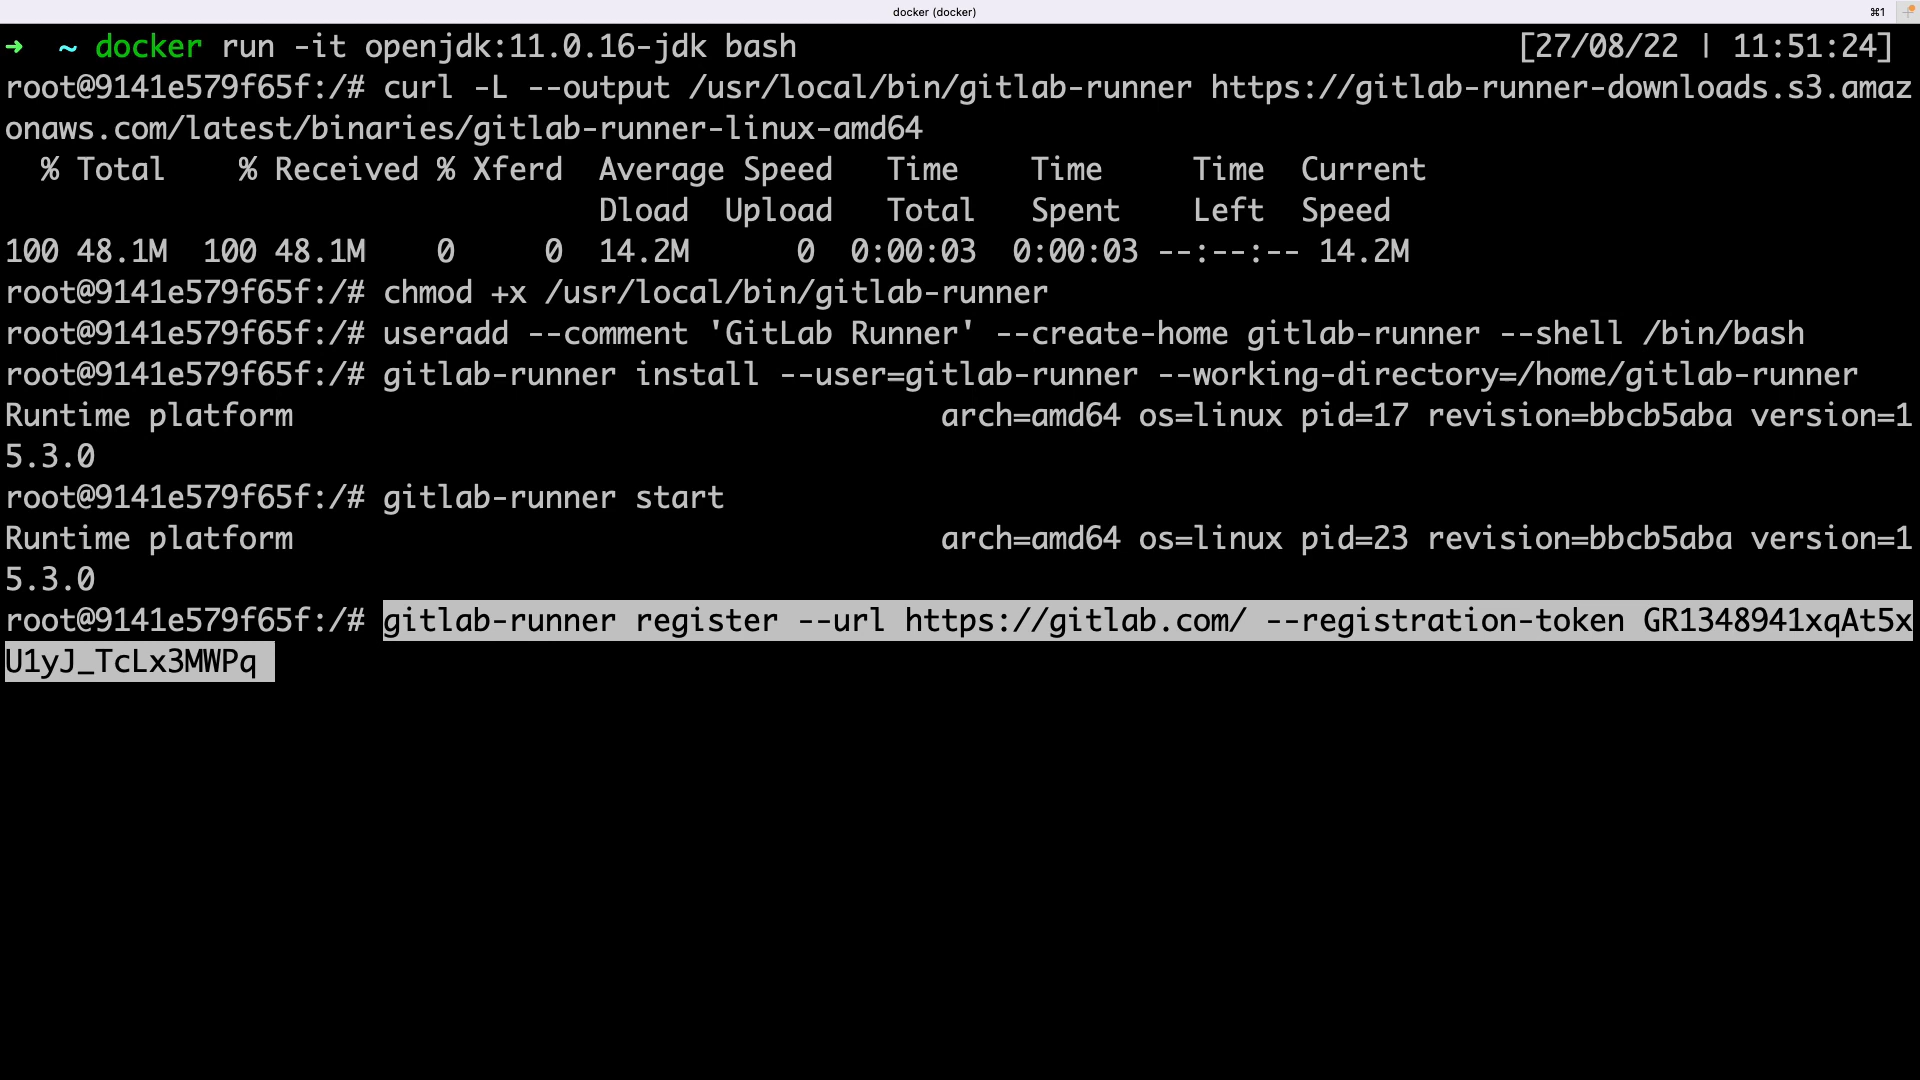 docker (docker)
⌘1
➜ ~ docker run -it openjdk:11.0.16-jdk bash [27/08/22 | 11:51:24]
root@9141e579f65f:/# curl -L --output /usr/local/bin/gitlab-runner https://gitlab-runner-downloads.s3.amaz
onaws.com/latest/binaries/gitlab-runner-linux-amd64
% Total % Received % Xferd Average Speed Time Time Time Current
Dload Upload Total Spent Left Speed
100 48.1M 100 48.1M 0 0 14.2M 0 0:00:03 0:00:03 --:--:-- 14.2M
root@9141e579f65f:/# chmod +x /usr/local/bin/gitlab-runner
root@9141e579f65f:/# useradd --comment 'GitLab Runner' --create-home gitlab-runner --shell /bin/bash
root@9141e579f65f:/# gitlab-runner install --user=gitlab-runner --working-directory=/home/gitlab-runner
Runtime platform arch=amd64 os=linux pid=17 revision=bbcb5aba version=1
5.3.0
root@9141e579f65f:/# gitlab-runner start
Runtime platform arch=amd64 os=linux pid=23 revision=bbcb5aba version=1
5.3.0
root@9141e579f65f:/# gitlab-runner register --url https://gitlab.com/ --registration-token GR1348941xqAt5x
U1yJ_TcLx3MWPq